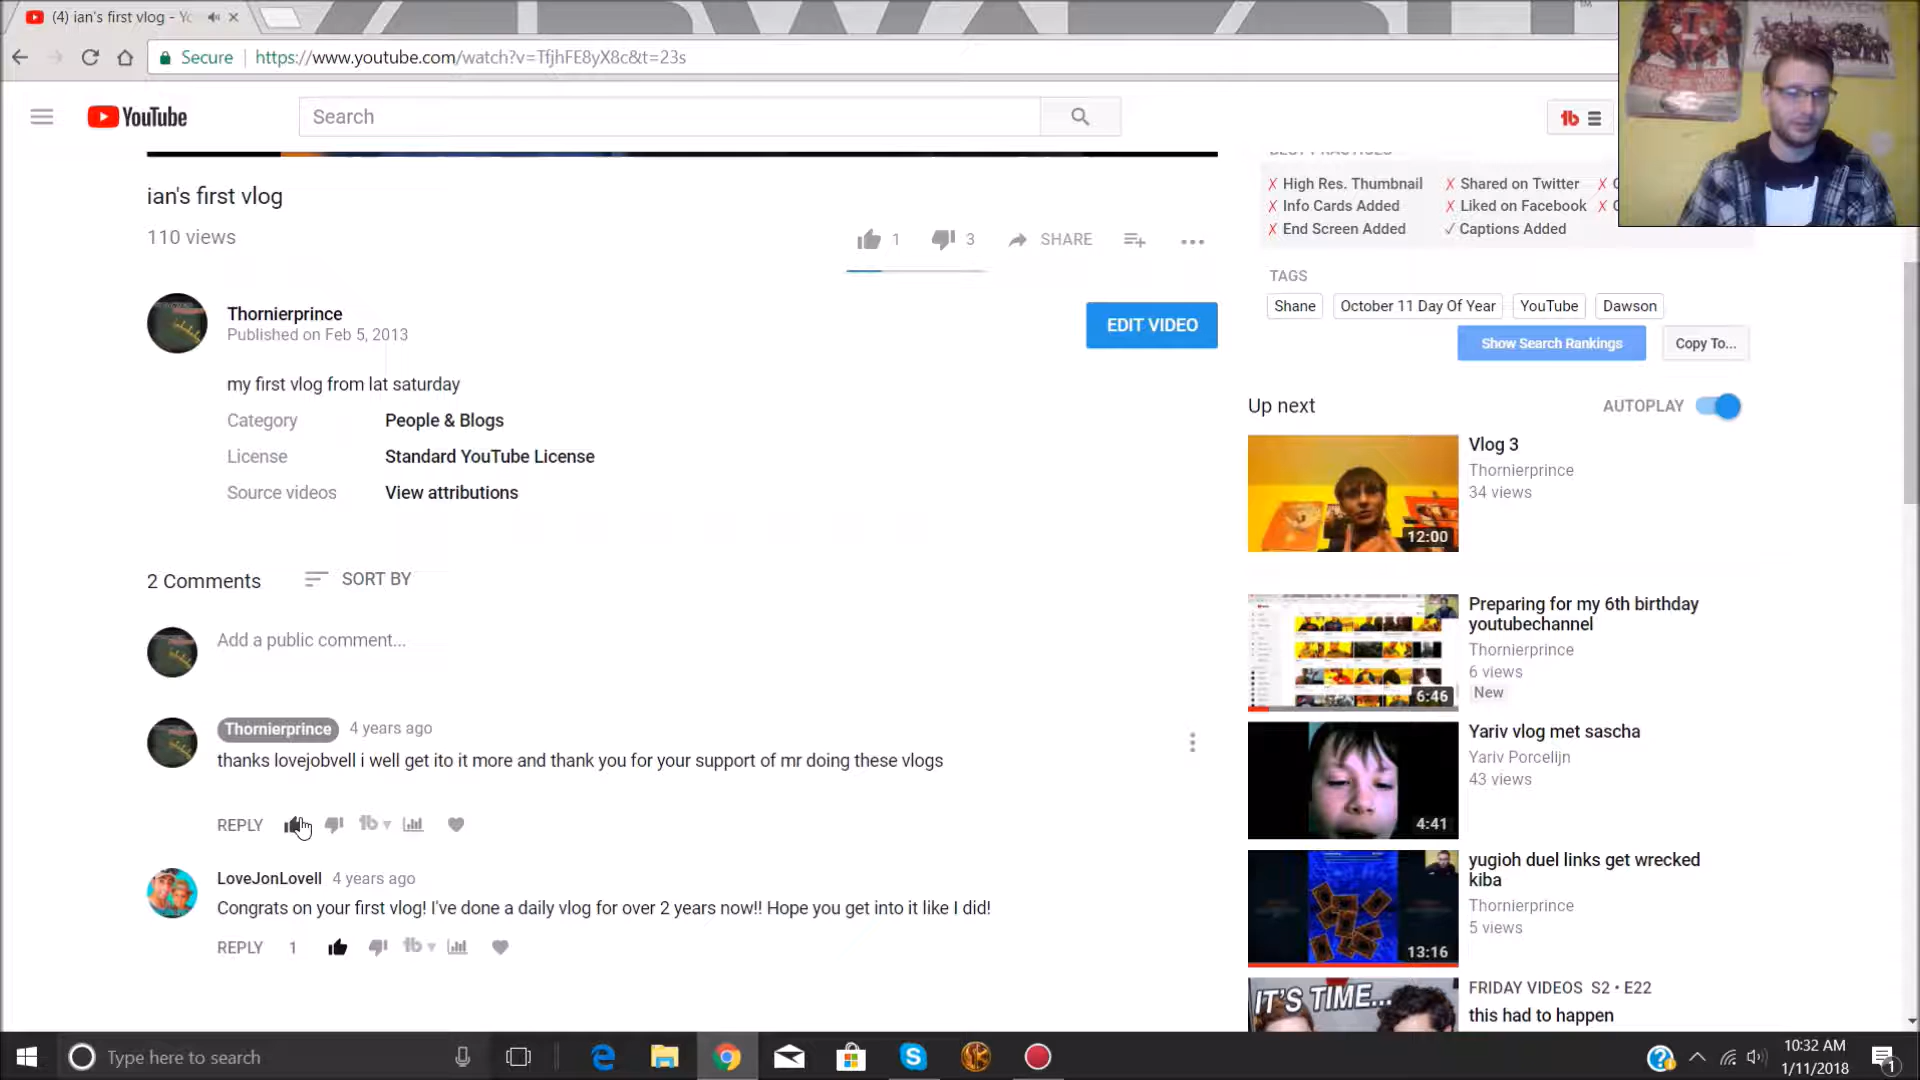 (4) ian's first vlog - Yo
Secure
https://www.youtube.com/watch?v=TfjhFE8yX8c&t=23s
YouTube
Search
tb
ian's first vlog
110 views
1
3
SHARE
Thornierprince
Published on Feb 5, 2013
EDIT VIDEO
my first vlog from lat saturday
Category People & Blogs
License Standard YouTube License
Source videos View attributions
2 Comments
SORT BY
Add a public comment...
Thornierprince 4 years ago
thanks lovejobvell i well get ito it more and thank you for your support of mr doing these vlogs
REPLY tb
LoveJonLovell 4 years ago
Congrats on your first vlog! I've done a daily vlog for over 2 years now!! Hope you get into it like I did!
REPLY 1 tb
BEST PRACTICES
X High Res. Thumbnail X Shared on Twitter X
X Info Cards Added X Liked on Facebook X
X End Screen Added ✓ Captions Added
TAGS
Shane October 11 Day Of Year YouTube Dawson
Show Search Rankings Copy To...
Up next
AUTOPLAY
Vlog 3
Thornierprince
34 views
12:00
Preparing for my 6th birthday
youtubechannel
Thornierprince
6 views
New
6:46
Yariv vlog met sascha
Yariv Porcelijn
43 views
4:41
yugioh duel links get wrecked
kiba
Thornierprince
5 views
13:16
IT'S TIME...
FRIDAY VIDEOS S2 • E22
this had to happen
Type here to search
10:32 AM
1/11/2018
1